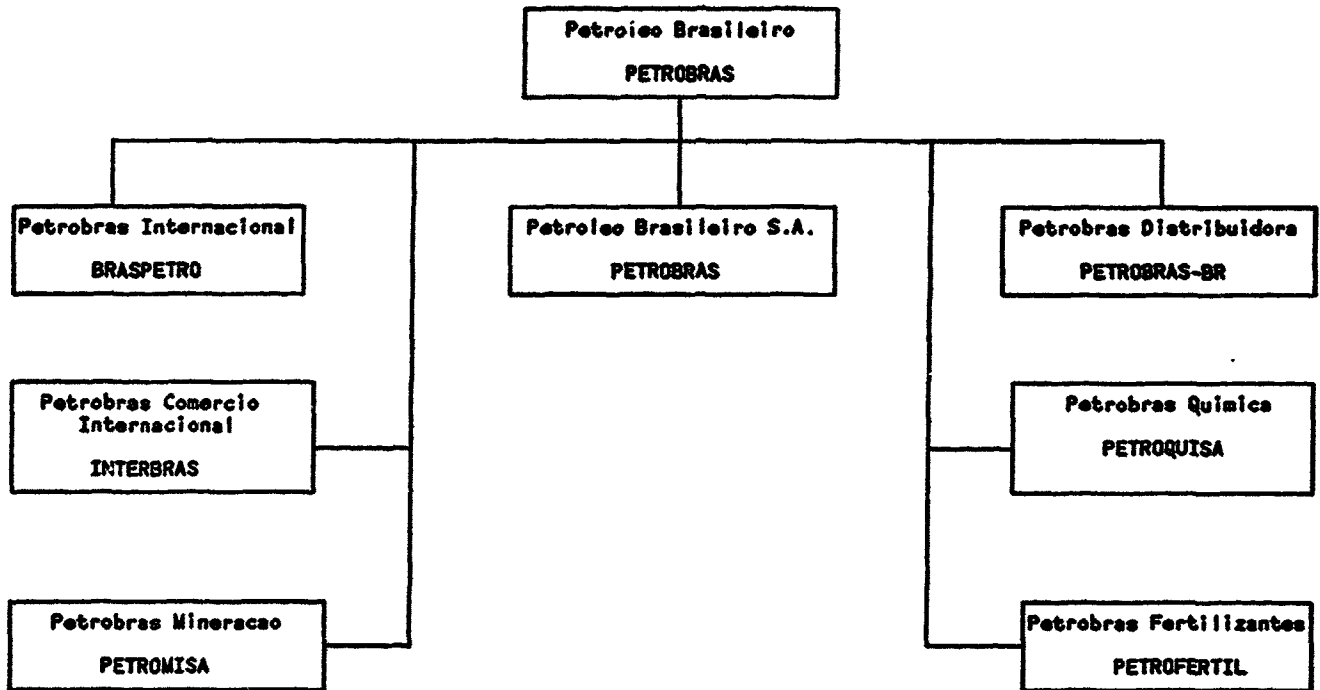 Petroleo Brasileiro
PETROBRAS
Petrobras Internacional
BRASPETRO
Petroleo Brasileiro S.A.
PETROBRAS
Petrobras Distribuidora
PETROBRAS-BR
Petrobras Comercio
Internacional
INTERBRAS
Petrobras Quimica
PETROQUISA
Petrobras Mineracao
PETROMISA
Petrobras Fertilizantes
PETROFERTIL